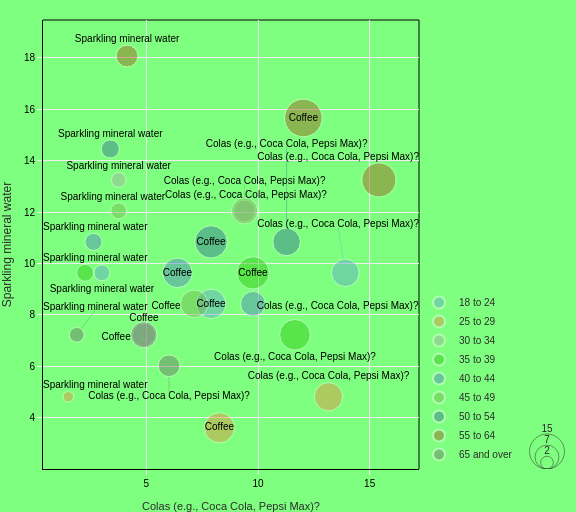 Sparkling mineral water
18
16
Coffee
Sparkling mineral water
Colas (e.g., Coca Cola, Pepsi Max)?
Colas (e.g., Coca Cola, Pepsi Max)?
14
Sparkling mineral water
Colas (e.g., Coca Cola, Pepsi Max)?
Sparkling mineral water
Colas (e.g., Coca Cola, Pepsi Max)?
12
Sparkling mineral water
Colas (e.g., Coca Cola, Pepsi Max)?
Coffee
Sparkling mineral water
Sparkling mineral water
10
Coffee
Coffee
Sparkling mineral water
Sparkling mineral water
Coffee
Coffee
Colas (e.g., Coca Cola, Pepsi Max)?
8
Coffee
Coffee
Colas (e.g., Coca Cola, Pepsi Max)?
6
Colas (e.g., Coca Cola, Pepsi Max)?
Sparkling mineral water
Colas (e.g., Coca Cola, Pepsi Max)?
4
Coffee
5
10
15
Colas (e.g., Coca Cola, Pepsi Max)?
18 to 24
25 to 29
30 to 34
35 to 39
40 to 44
45 to 49
50 to 54
55 to 64
65 and over
15
7
2